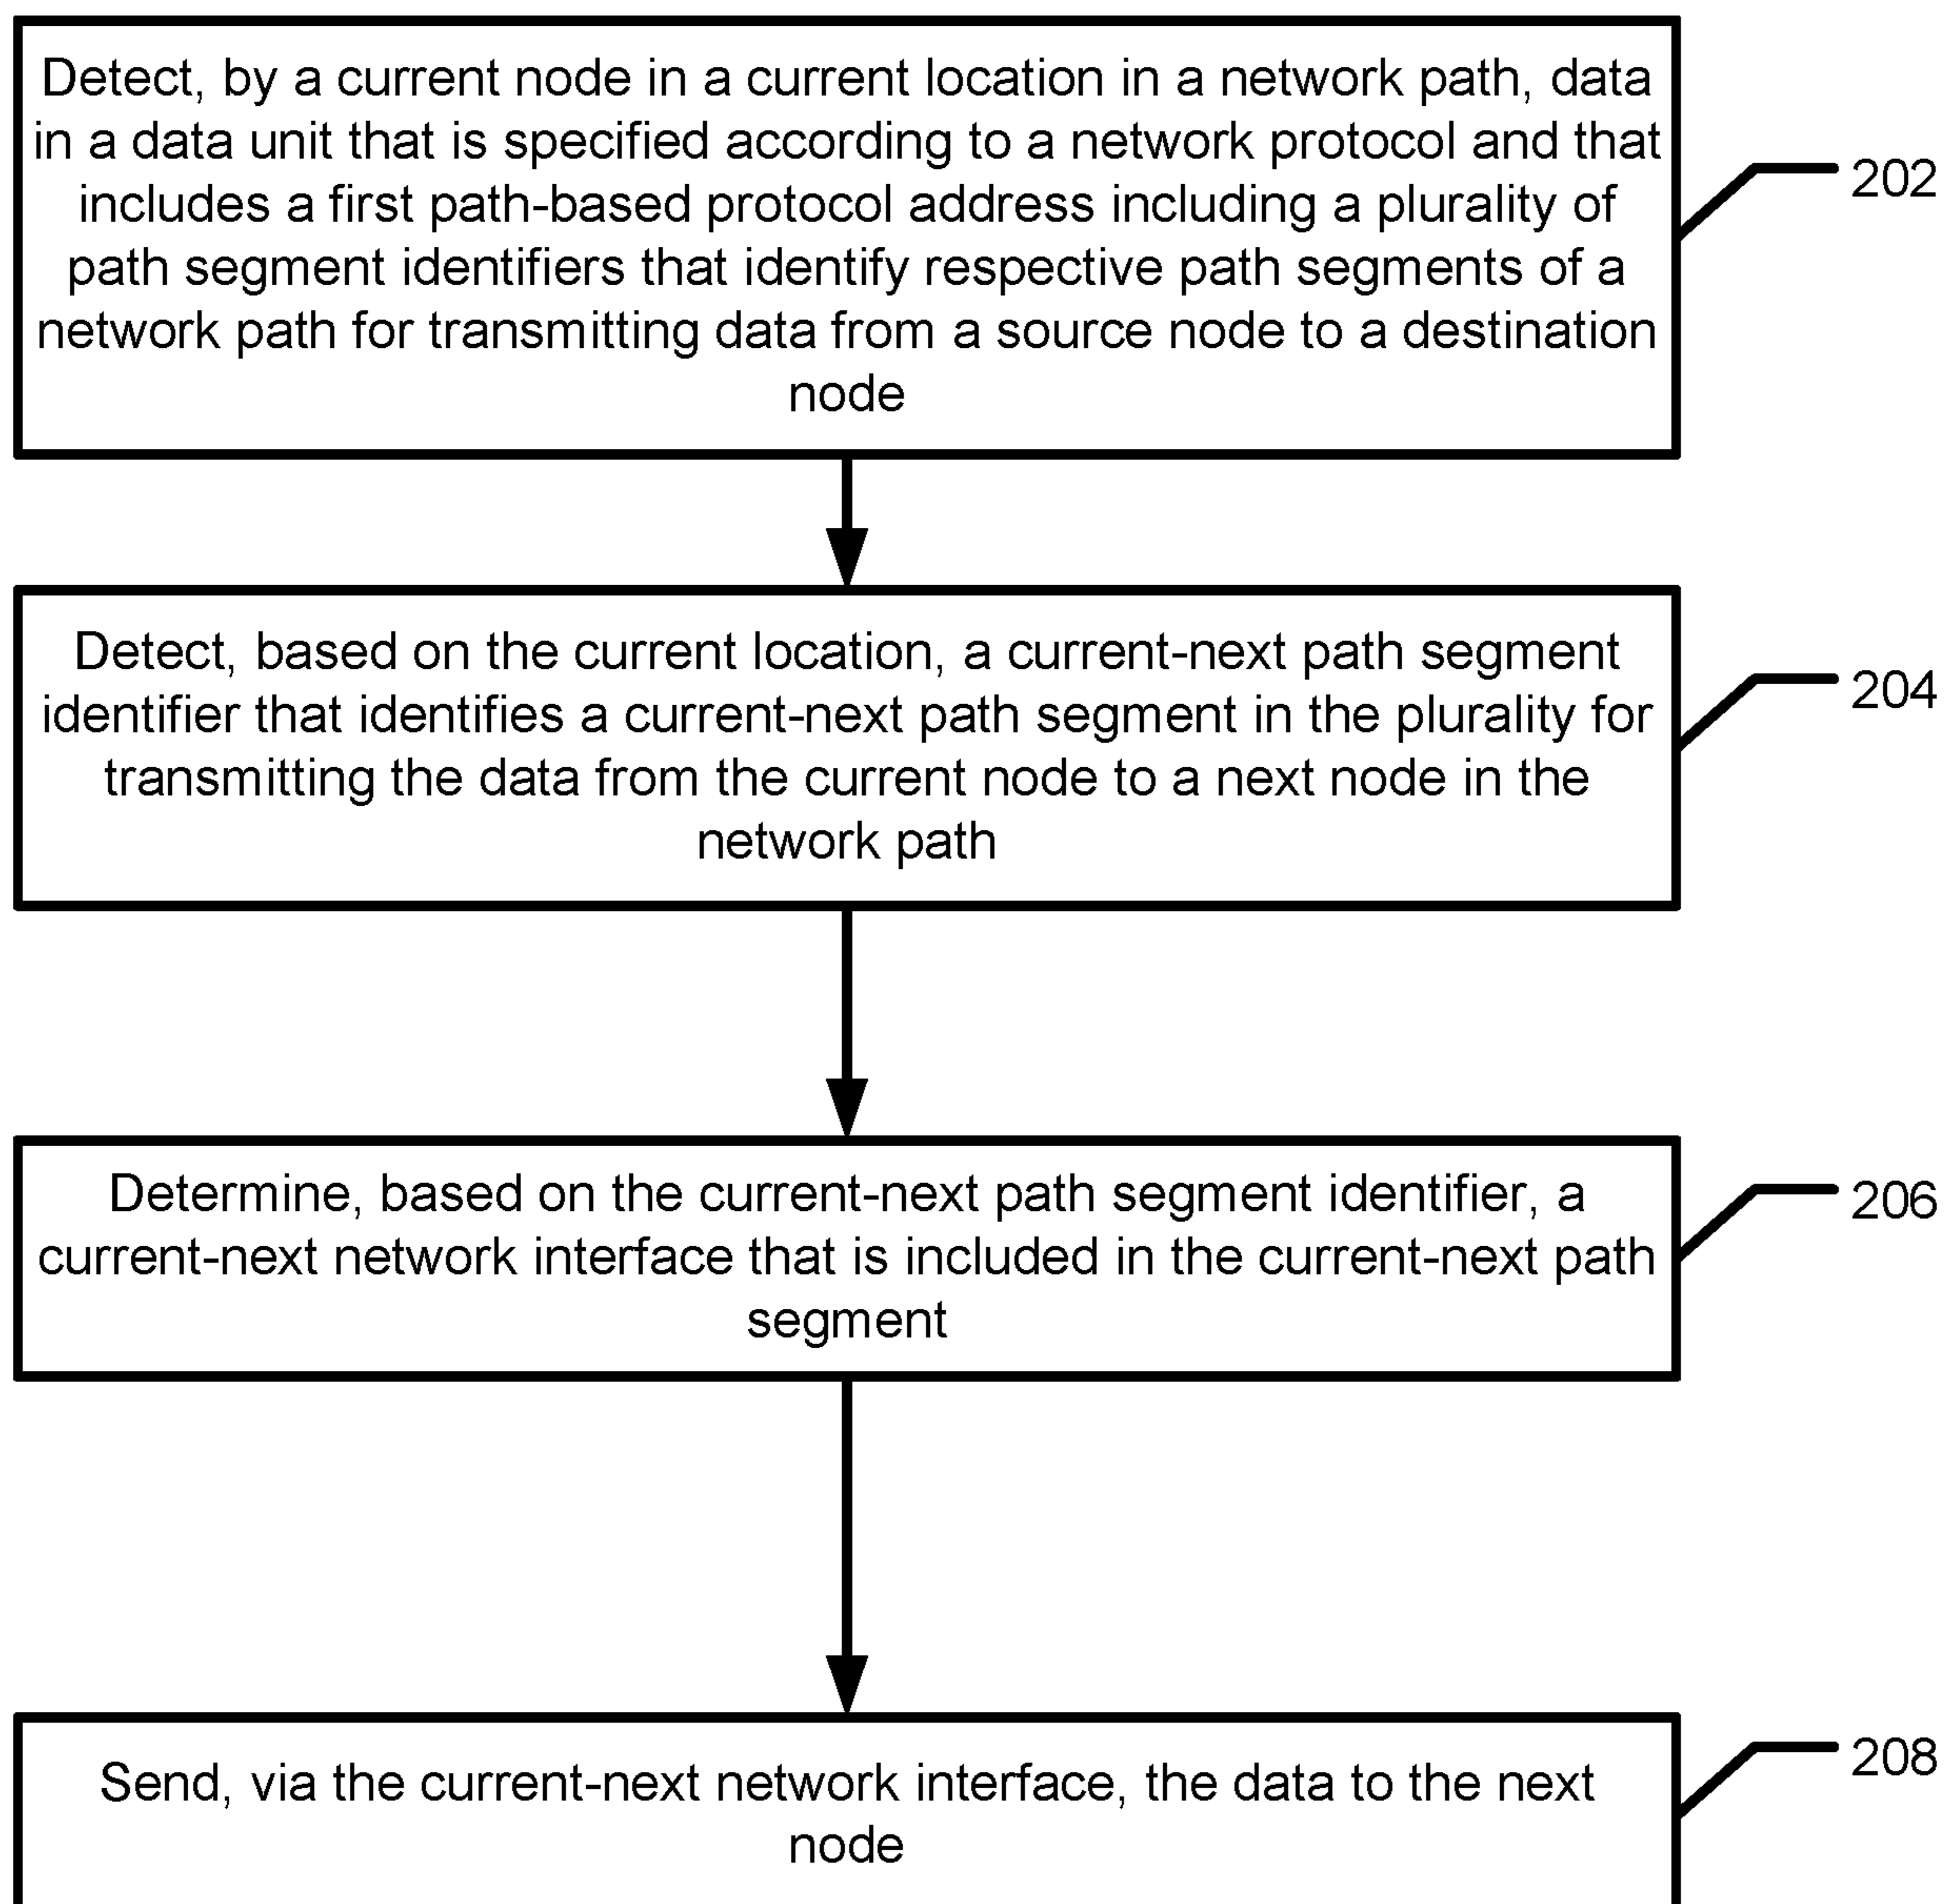 Detect, by a current node in a current location in a network path, data
in a data unit that is specified according to a network protocol and that
includes a first path-based protocol address including a plurality of
path segment identifiers that identify respective path segments of a
network path for transmitting data from a source node to a destination
node
202
Detect, based on the current location, a current-next path segment
identifier that identifies a current-next path segment in the plurality for
transmitting the data from the current node to a next node in the
network path
204
Determine, based on the current-next path segment identifier, a
current-next network interface that is included in the current-next path
segment
206
Send, via the current-next network interface, the data to the next
node
208